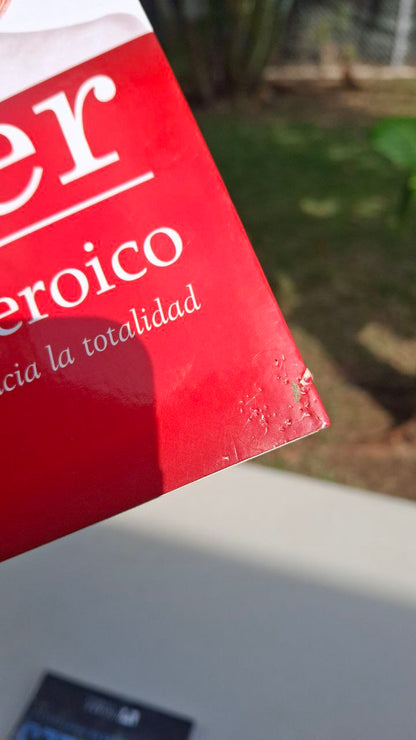 er
eroico
cia la totalidad